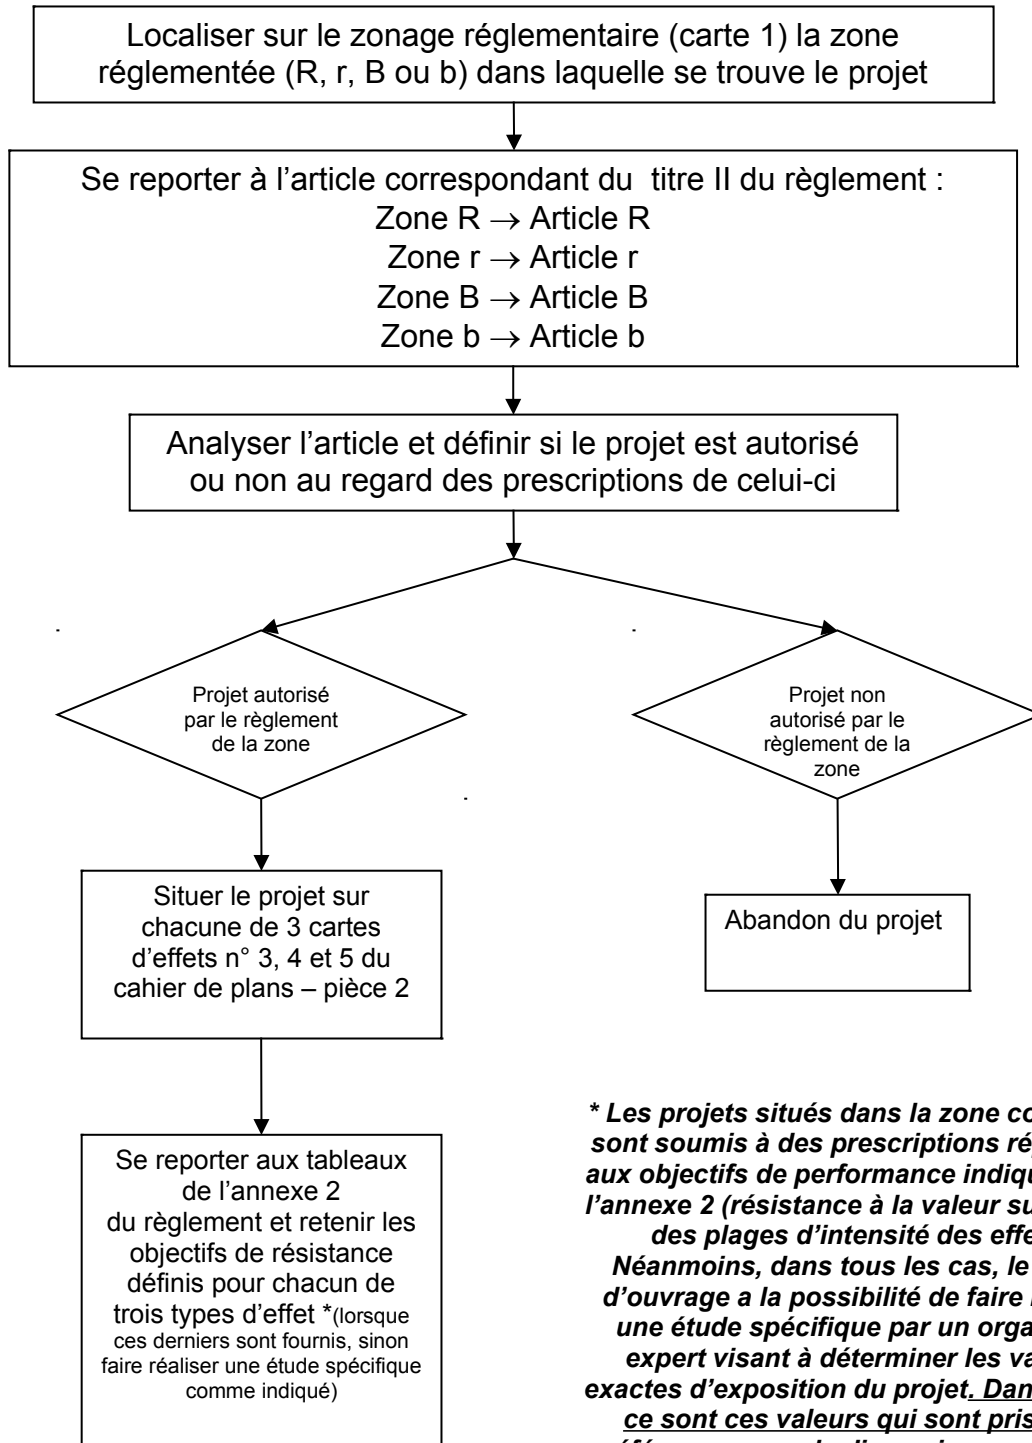 Localiser sur le zonage réglementaire (carte 1) la zone
réglementée (R, r, B ou b) dans laquelle se trouve le projet
Se reporter à l’article correspondant du titre II du règlement :
Zone R → Article R
Zone r → Article r
Zone B → Article B
Zone b → Article b
Analyser l’article et définir si le projet est autorisé
ou non au regard des prescriptions de celui-ci
Projet autorisé
par le règlement
de la zone
Projet non
autorisé par le
règlement de la
zone
Situer le projet sur
chacune de 3 cartes
d’effets n° 3, 4 et 5 du
cahier de plans – pièce 2
Abandon du projet
Se reporter aux tableaux
de l’annexe 2
du règlement et retenir les
objectifs de résistance
définis pour chacun de
trois types d’effet *(lorsque
ces derniers sont fournis, sinon
faire réaliser une étude spécifique
comme indiqué)
* Les projets situés dans la zone
sont soumis à des prescriptions
aux objectifs de performance
l’annexe 2 (résistance à la valeur
des plages d’intensité des
Néanmoins, dans tous les cas, le
d’ouvrage a la possibilité de faire
une étude spécifique par un
expert visant à déterminer les
exactes d’exposition du projet.
ce sont ces valeurs qui sont